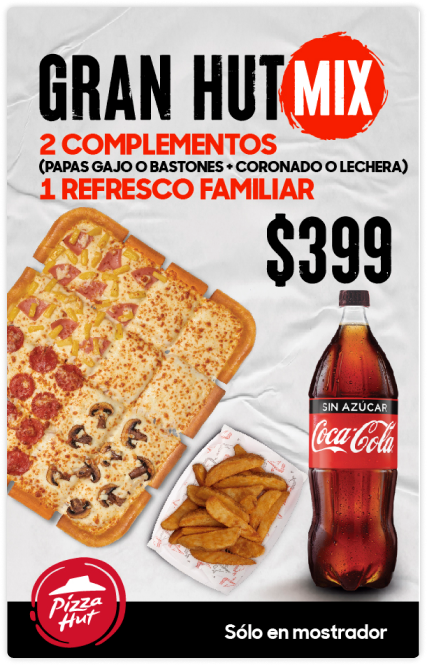 GRAN HUT MIX
2 COMPLEMENTOS
(PAPAS GAJO O BASTONES + CORONADO O LECHERA)
1 REFRESCO FAMILIAR
$399
SIN AZÚCAR
Coca-Cola
Pizza
Hut
Sólo en mostrador